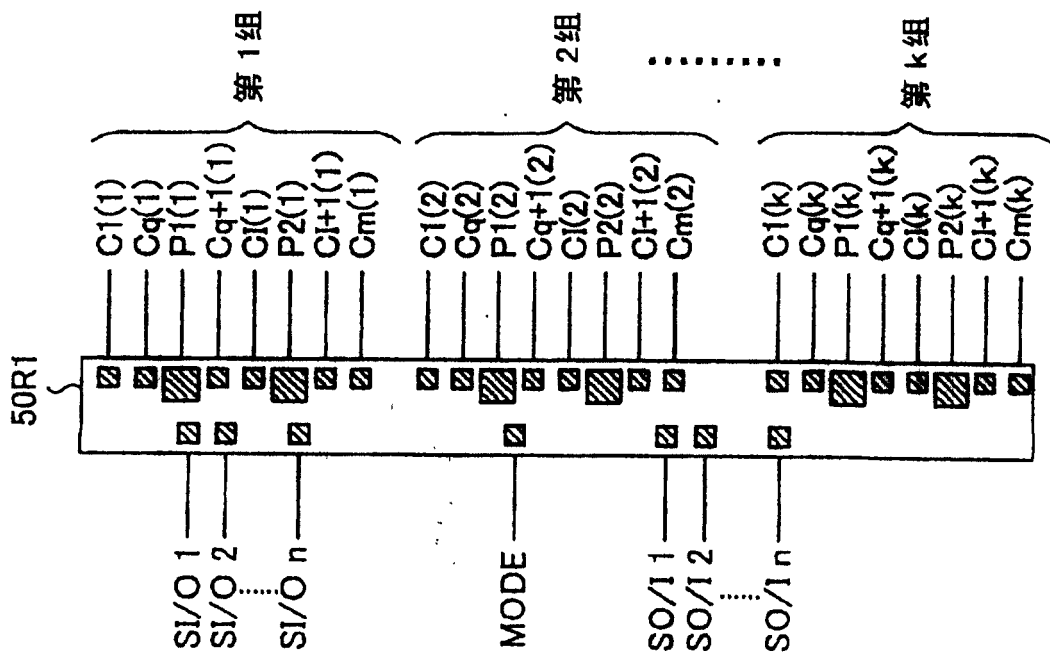 50R1
C1(1)
Cq(1)
P1(1)
Cq+1(1)
Cl(1)
P2(1)
Cl+1(1)
Cm(1)
第1组
C1(2)
Cq(2)
P1(2)
Cq+1(2)
Cl(2)
P2(2)
Cl+1(2)
Cm(2)
第2组
........
C1(k)
Cq(k)
P1(k)
Cq+1(k)
Cl(k)
P2(k)
Cl+1(k)
Cm(k)
第k组
SI/O 1
SI/O 2
......
SI/O n
MODE
SO/I 1
SO/I 2
......
SO/I n